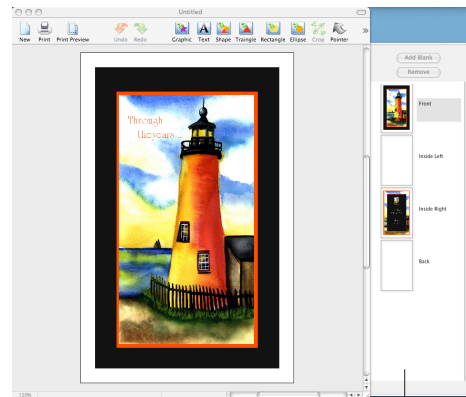 Untitled
New Print Print Preview Undo Redo Graphic Text Shape Triangle Rectangle Ellipse Crop Pointer »
Add Blank
Remove
Front
Inside Left
Inside Right
Back
Through
the years...
120%